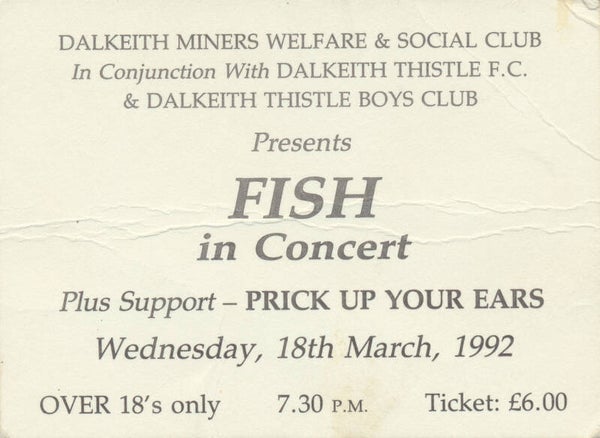 DALKEITH MINERS WELFARE & SOCIAL CLUB
In Conjunction With DALKEITH THISTLE F.C.
& DALKEITH THISTLE BOYS CLUB
Presents
FISH
in Concert
Plus Support – PRICK UP YOUR EARS
Wednesday, 18th March, 1992
OVER 18's only 7.30 P.M. Ticket: £6.00